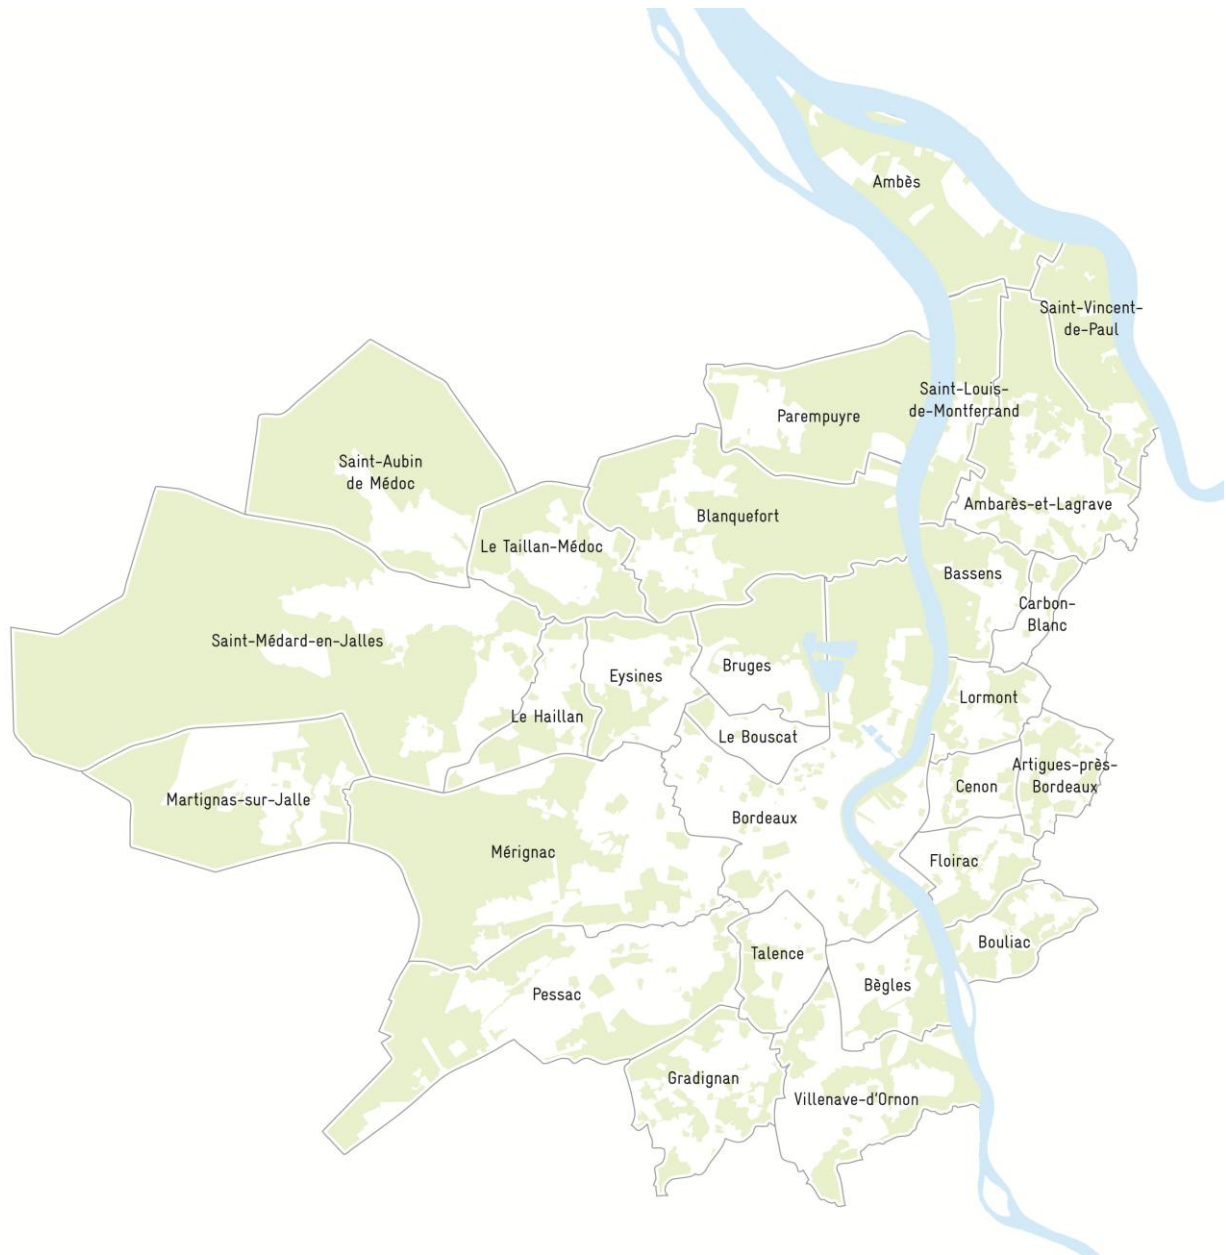 Ambès
Saint-Vincent-
de-Paul
Saint-Louis-
de-Montferrand
Parempuyre
Saint-Aubin
de Médoc
Ambarès-et-Lagrave
Blanquefort
Le Taillan-Médoc
Bassens
Carbon-
Blanc
Saint-Médard-en-Jalles
Bruges
Eysines
Lormont
Le Haillan
Le Bouscat
Artigues-près-
Bordeaux
Cenon
Martignas-sur-Jalle
Bordeaux
Mérignac
Floirac
Bouliac
Talence
Bègles
Pessac
Gradignan
Villenave-d'Ornon